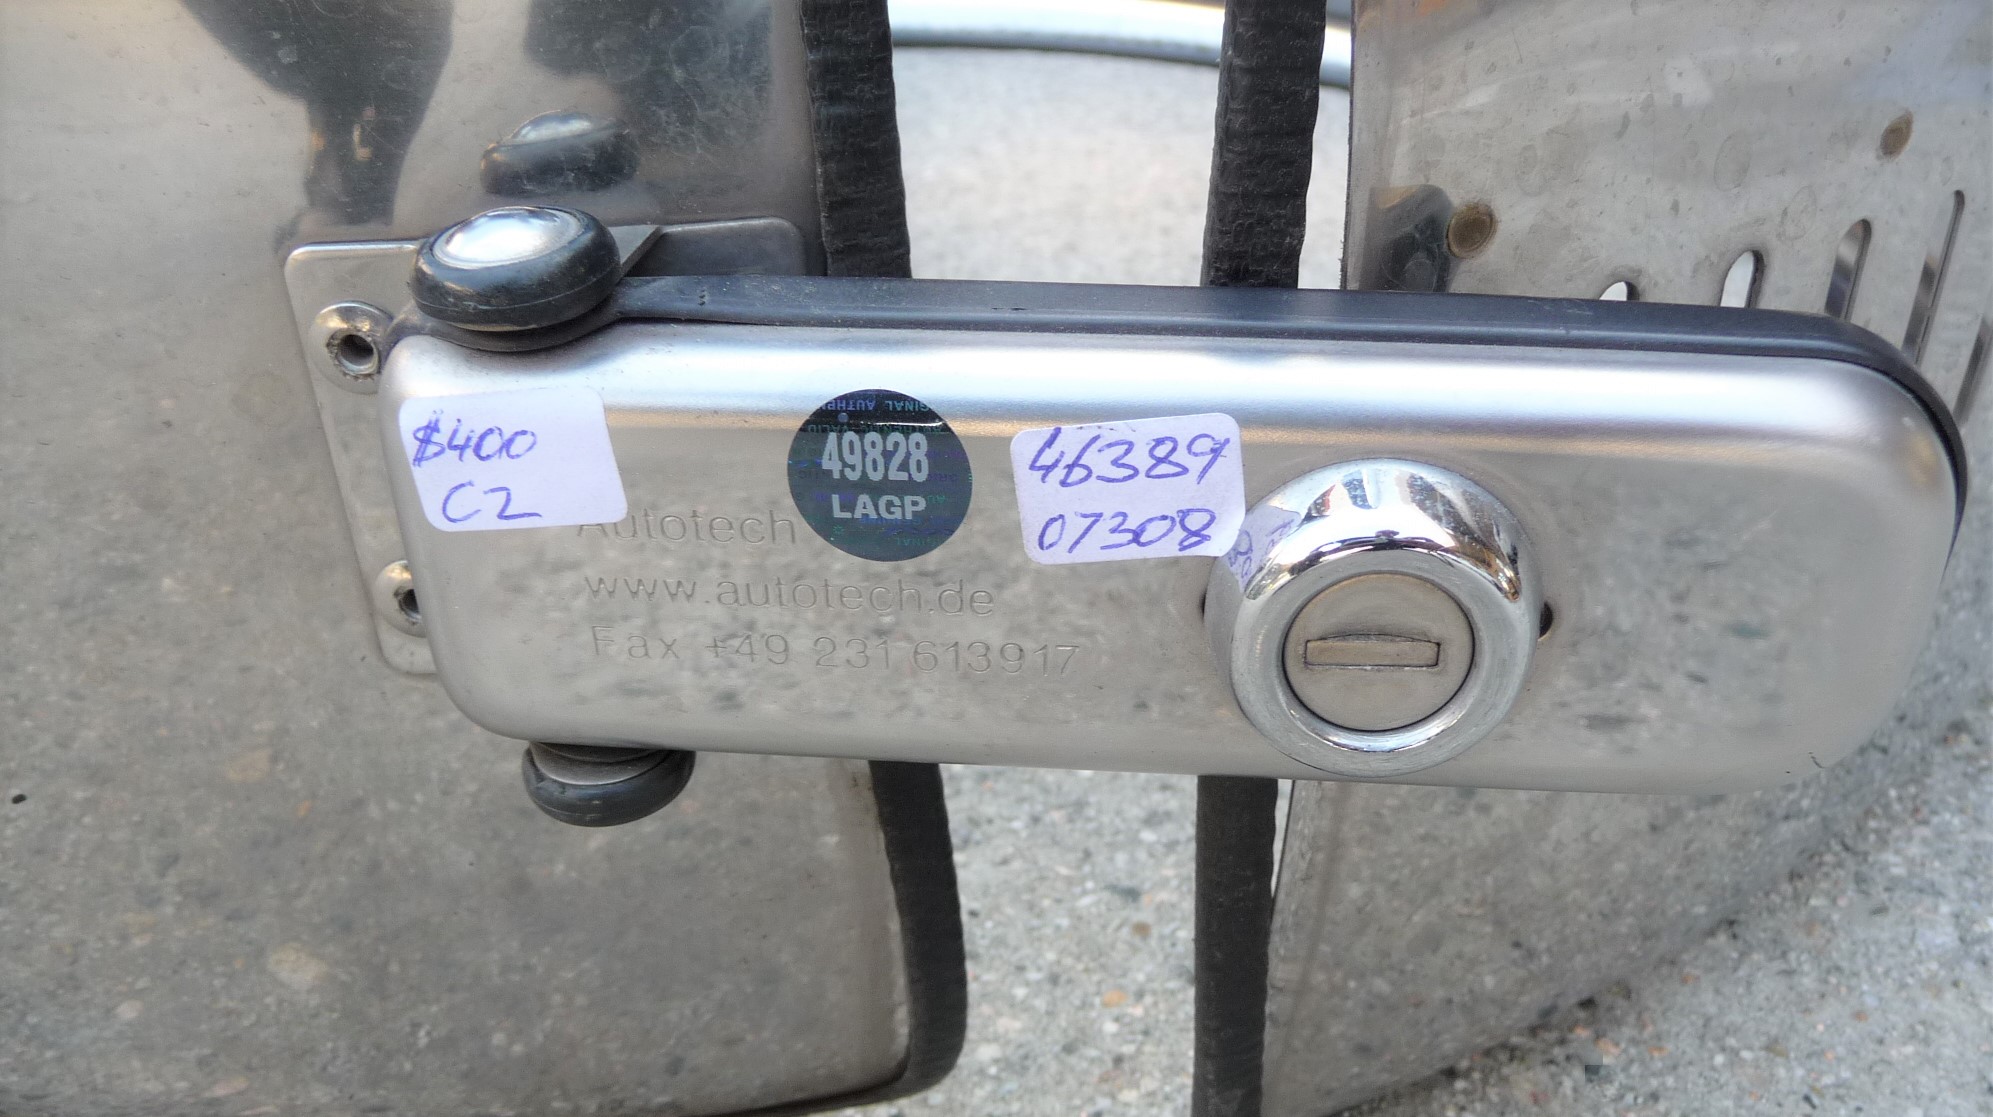 $400
C2
49828
LAGP
46389
07308
Autotech
www.autotech.de
Fax +49 231 613917